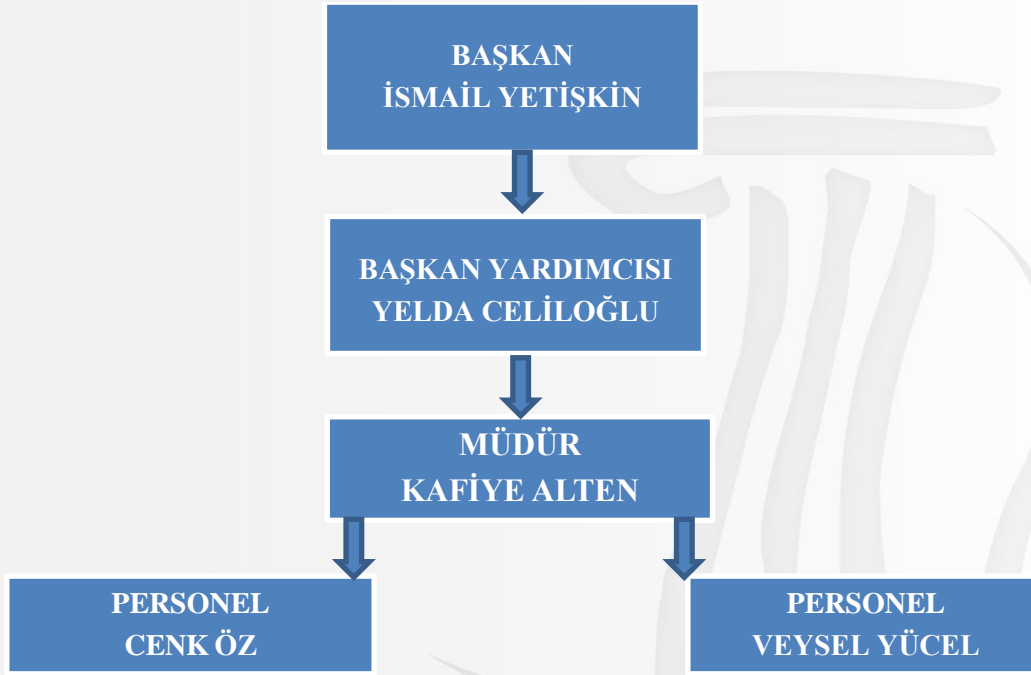 BAŞKAN
İSMAİL YETİŞKİN
BAŞKAN YARDIMCISI
YELDA CELİLOĞLU
MÜDÜR
KAFİYE ALTEN
PERSONEL
CENK ÖZ
PERSONEL
VEYSEL YÜCEL